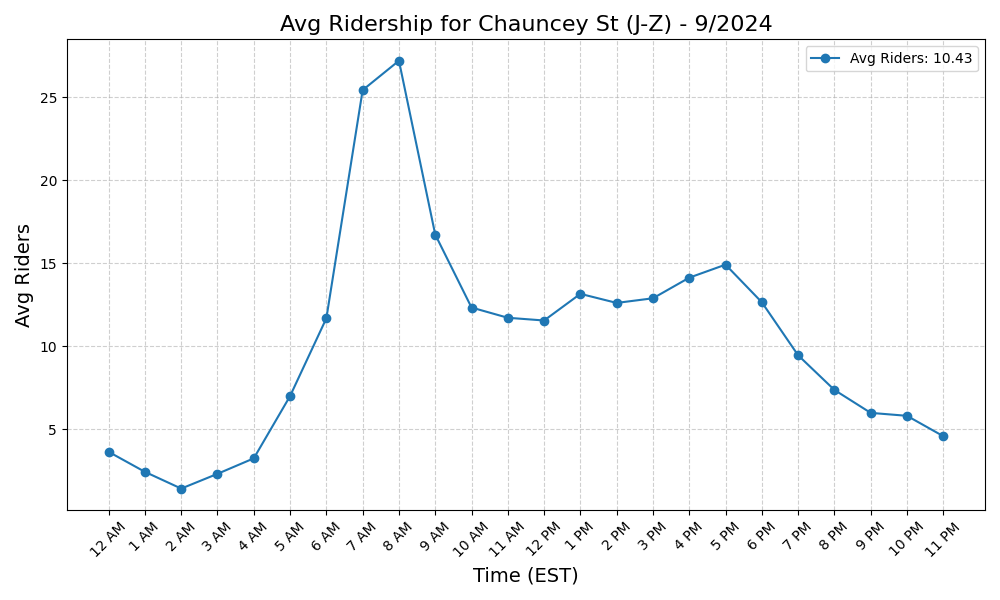 Avg Ridership for Chauncey St (J-Z) - 9/2024
Avg Riders: 10.43
Avg Riders
25
20
15
10
5
12 AM
1 AM
2 AM
3 AM
4 AM
5 AM
6 AM
7 AM
8 AM
9 AM
10 AM
11 AM
12 PM
1 PM
2 PM
3 PM
4 PM
5 PM
6 PM
7 PM
8 PM
9 PM
10 PM
11 PM
Time (EST)